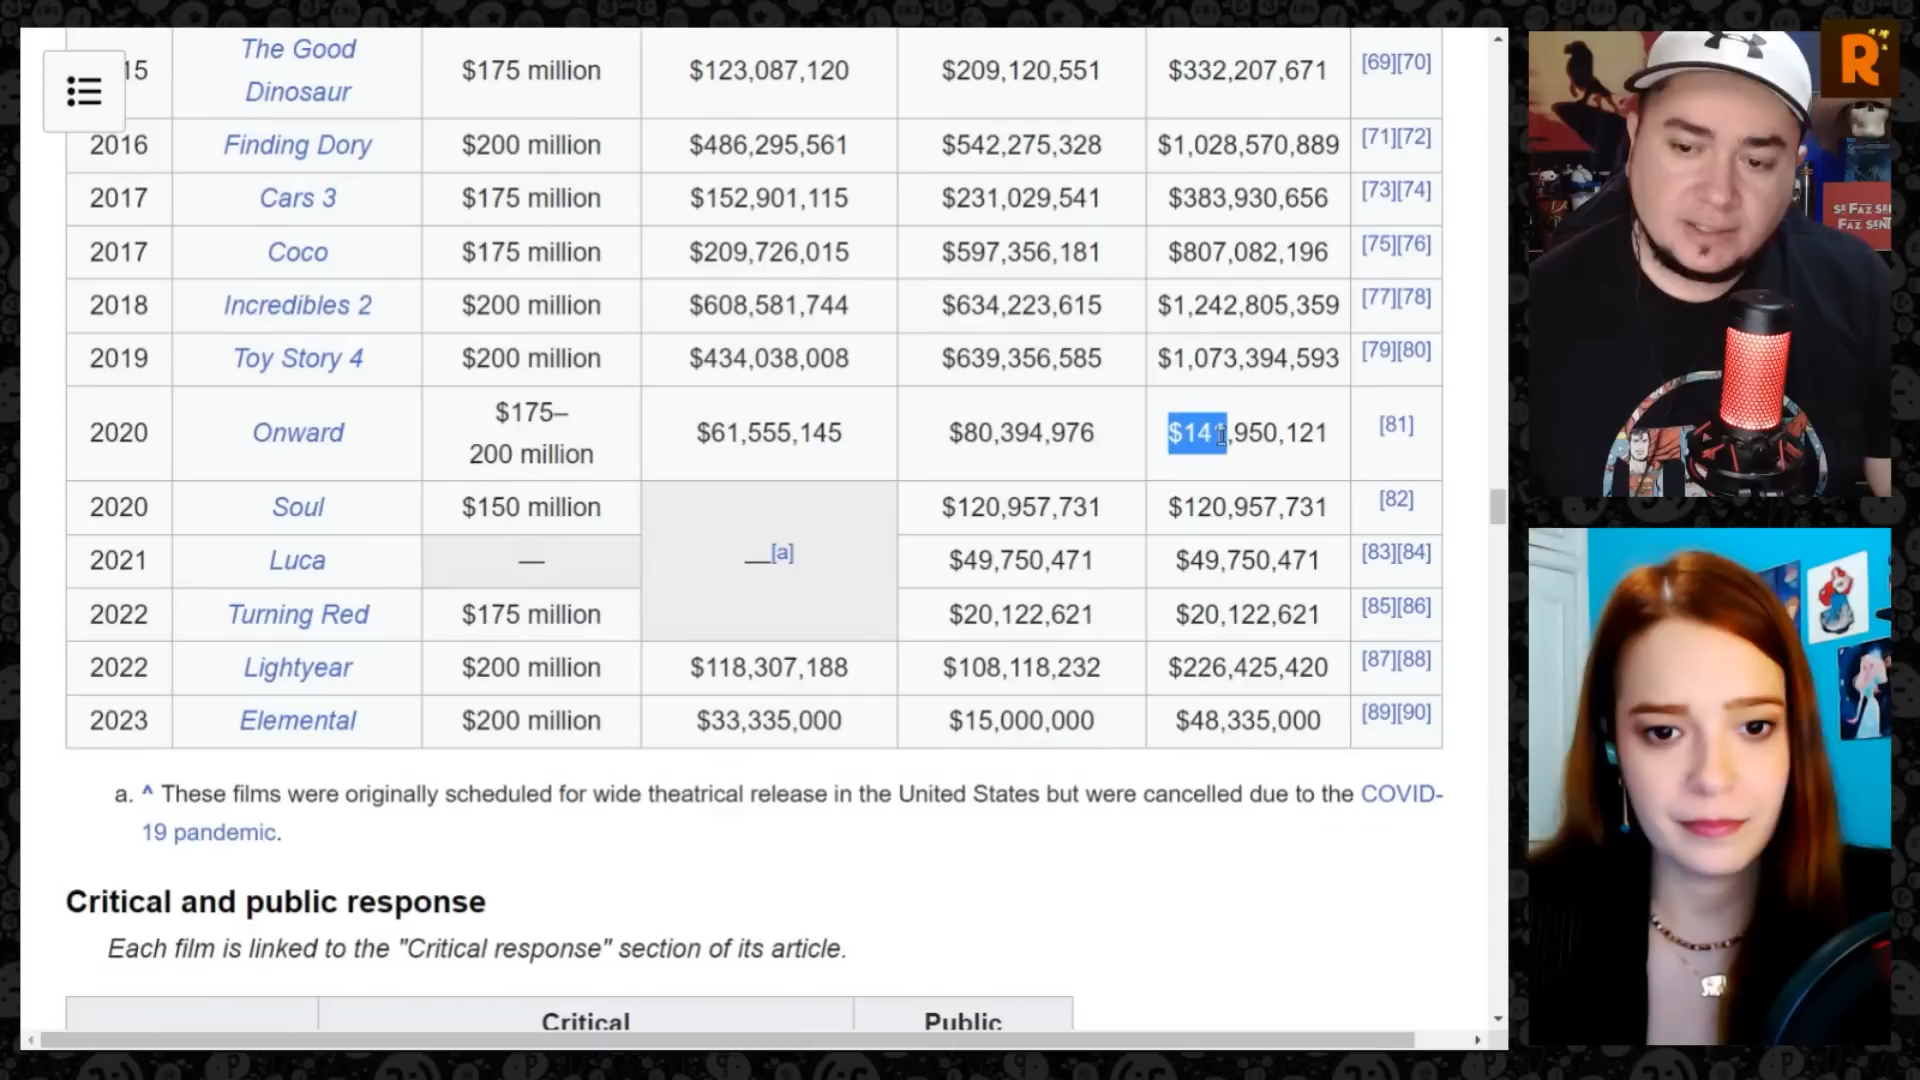 15 The Good Dinosaur $175 million $123,087,120 $209,120,551 $332,207,671 [69][70]
2016 Finding Dory $200 million $486,295,561 $542,275,328 $1,028,570,889 [71][72]
2017 Cars 3 $175 million $152,901,115 $231,029,541 $383,930,656 [73][74]
2017 Coco $175 million $209,726,015 $597,356,181 $807,082,196 [75][76]
2018 Incredibles 2 $200 million $608,581,744 $634,223,615 $1,242,805,359 [77][78]
2019 Toy Story 4 $200 million $434,038,008 $639,356,585 $1,073,394,593 [79][80]
2020 Onward $175–200 million $61,555,145 $80,394,976 $141,950,121 [81]
2020 Soul $150 million —[a] $120,957,731 $120,957,731 [82]
2021 Luca — $49,750,471 $49,750,471 [83][84]
2022 Turning Red $175 million $20,122,621 $20,122,621 [85][86]
2022 Lightyear $200 million $118,307,188 $108,118,232 $226,425,420 [87][88]
2023 Elemental $200 million $33,335,000 $15,000,000 $48,335,000 [89][90]
a. ^ These films were originally scheduled for wide theatrical release in the United States but were cancelled due to the COVID-
19 pandemic.
Critical and public response
Each film is linked to the "Critical response" section of its article.
Critical Public
R
SE FAZ SE
FAZ SENT